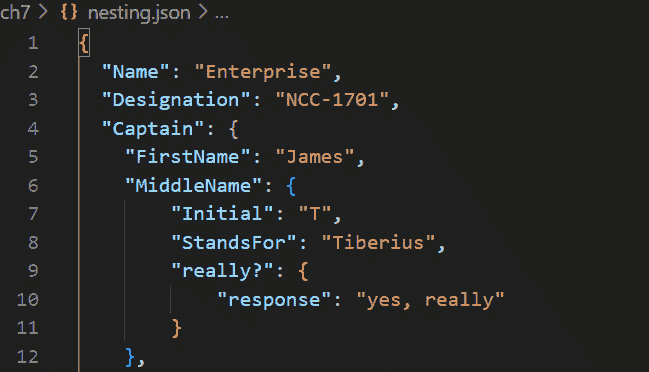 ch7 > {} nesting.json > ...
1 {
2 "Name": "Enterprise",
3 "Designation": "NCC-1701",
4 "Captain": {
5 "FirstName": "James",
6 "MiddleName": {
7 "Initial": "T",
8 "StandsFor": "Tiberius",
9 "really?": {
10 "response": "yes, really"
11 }
12 },